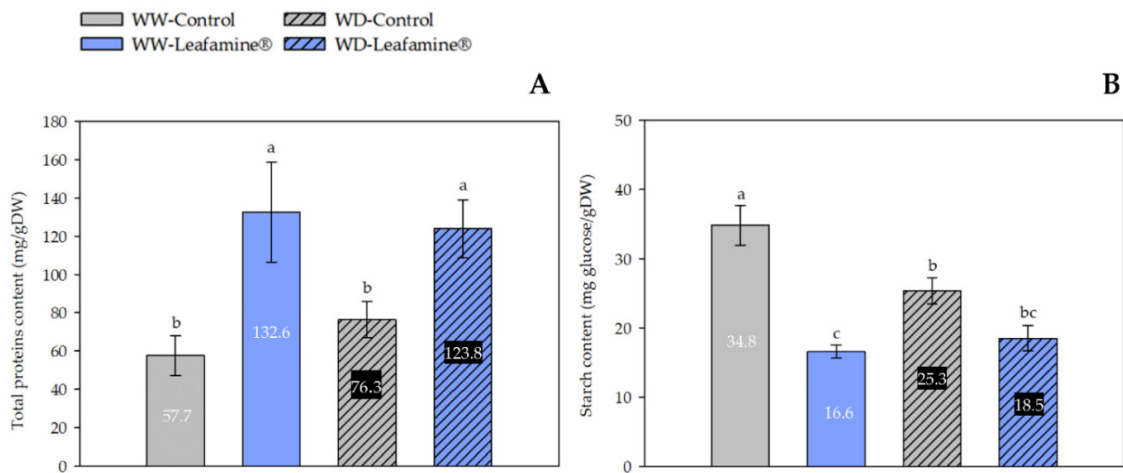 WW-Control WD-Control
WW-Leafamine® WD-Leafamine®
A
B
Total proteins content (mg/gDW)
180
160
140
120
100
80
60
40
20
0
b
a
b
a
57.7
132.6
76.3
123.8
Starch content (mg glucose/gDW)
50
40
30
20
10
0
a
c
b
bc
34.8
16.6
25.3
18.5